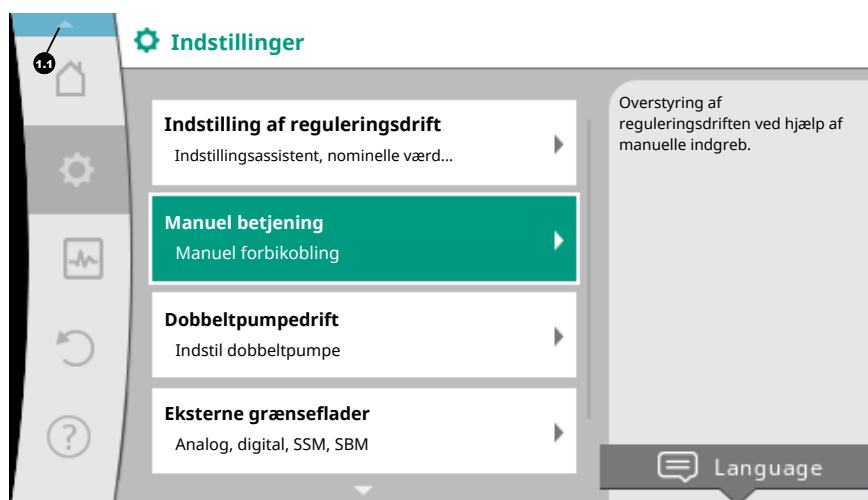 Indstillinger
1.1
Indstilling af reguleringsdrift
Indstillingsassistent, nominelle værd...
Manuel betjening
Manuel forbikobling
Dobbeltpumpedrift
Indstil dobbeltpumpe
Eksterne grænseflader
Analog, digital, SSM, SBM
Overstyring af
reguleringsdriften ved hjælp af
manuelle indgreb.
?
Language